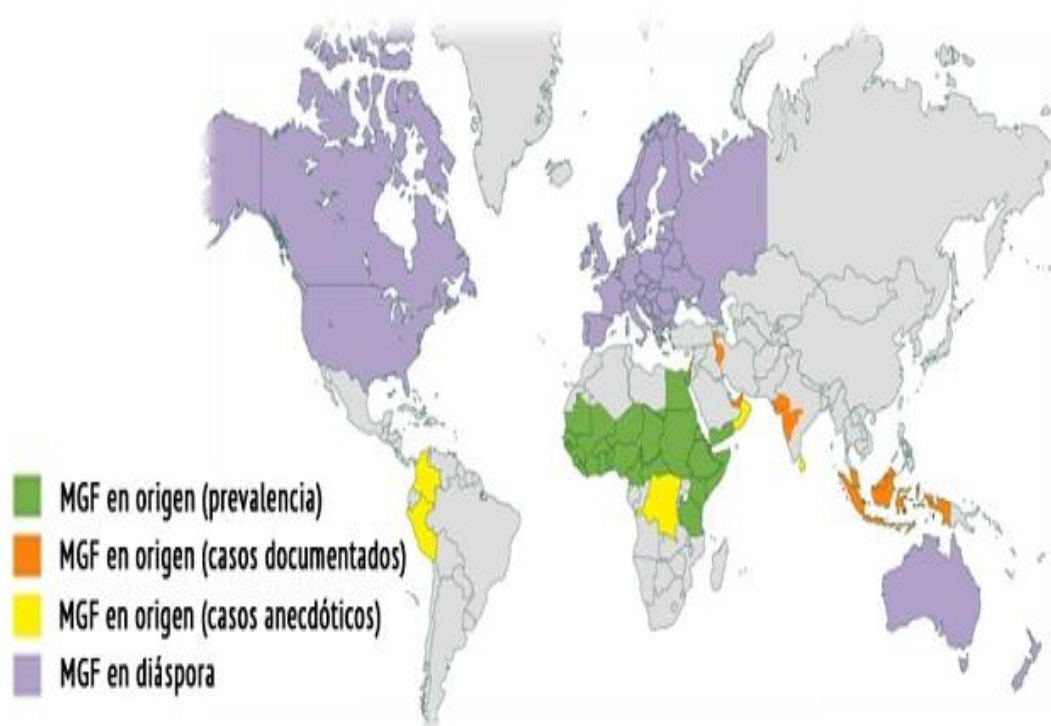 MGF en origen (prevalencia)
MGF en origen (casos documentados)
MGF en origen (casos anecdóticos)
MGF en diáspora